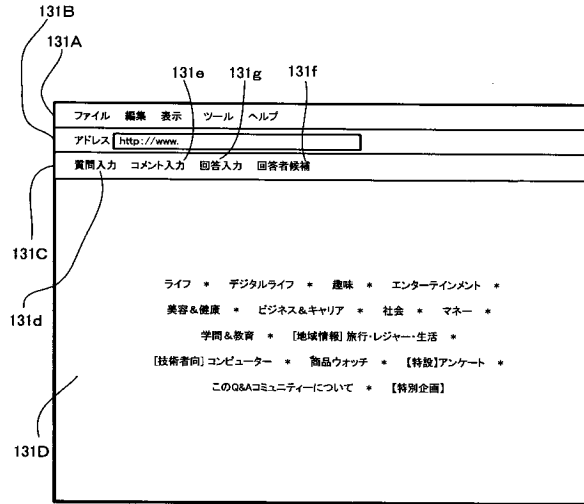 131B
131A
131e 131g 131f
ファイル 編集 表示 ツール ヘルプ
アドレス http://www.
質問入力 コメント入力 回答入力 回答者候補
131C
131d
ライフ * デジタルライフ * 趣味 * エンターテインメント *
美容&健康 * ビジネス&キャリア * 社会 * マネー *
学問&教育 * [地域情報] 旅行・レジャー・生活 *
[技術者向] コンピューター * 商品ウォッチ * 【特設】アンケート *
このQ&Aコミュニティーについて * 【特別企画】
131D